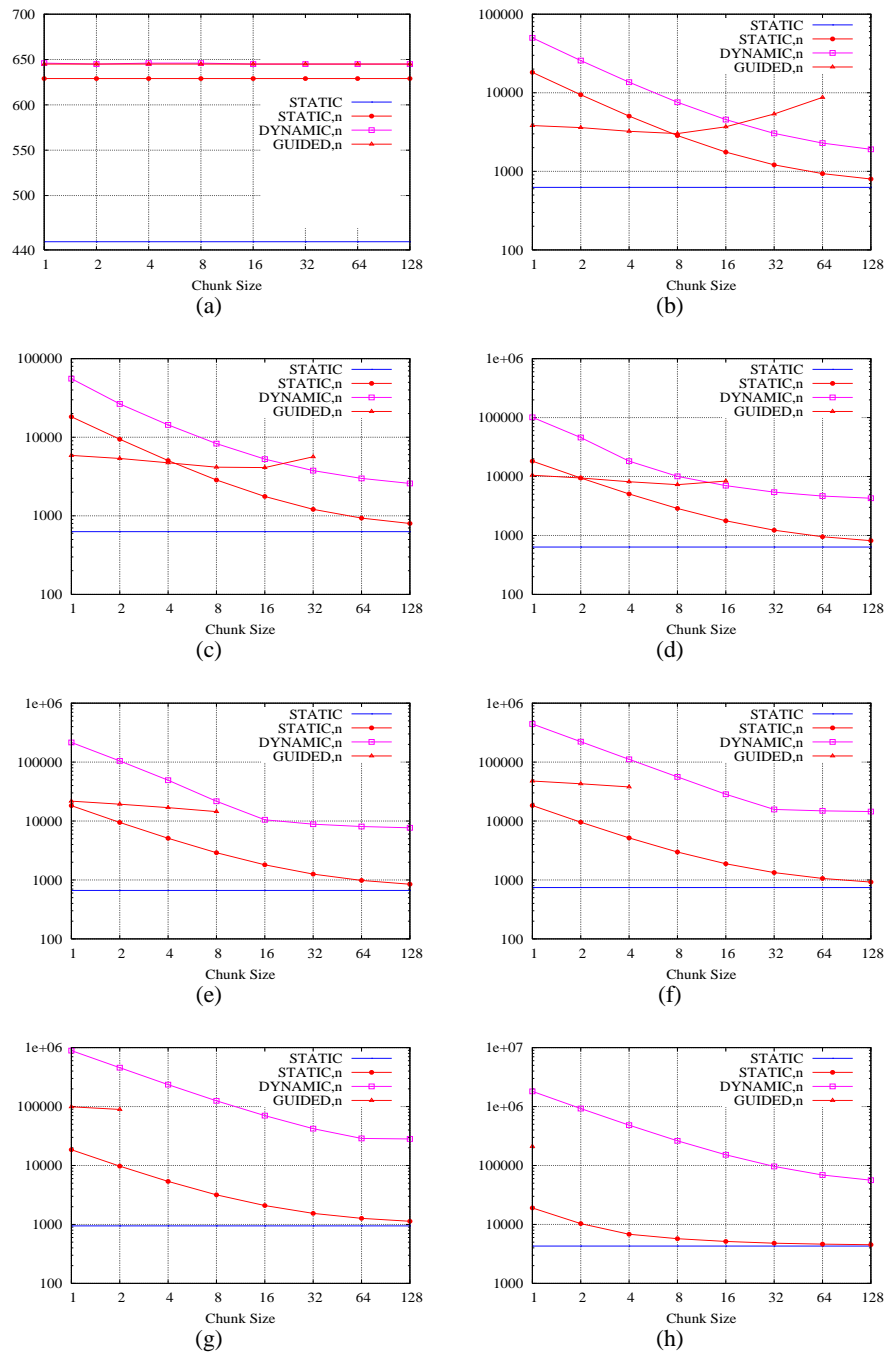 700
650
600
550
500
440
1 2 4 8 16 32 64 128
Chunk Size
STATIC
STATIC,n
DYNAMIC,n
GUIDED,n
(a)
100000
10000
1000
100
1 2 4 8 16 32 64 128
Chunk Size
STATIC
STATIC,n
DYNAMIC,n
GUIDED,n
(b)
100000
10000
1000
100
1 2 4 8 16 32 64 128
Chunk Size
STATIC
STATIC,n
DYNAMIC,n
GUIDED,n
(c)
1e+06
100000
10000
1000
100
1 2 4 8 16 32 64 128
Chunk Size
STATIC
STATIC,n
DYNAMIC,n
GUIDED,n
(d)
1e+06
100000
10000
1000
100
1 2 4 8 16 32 64 128
Chunk Size
STATIC
STATIC,n
DYNAMIC,n
GUIDED,n
(e)
1e+06
100000
10000
1000
100
1 2 4 8 16 32 64 128
Chunk Size
STATIC
STATIC,n
DYNAMIC,n
GUIDED,n
(f)
1e+06
100000
10000
1000
100
1 2 4 8 16 32 64 128
Chunk Size
STATIC
STATIC,n
DYNAMIC,n
GUIDED,n
(g)
1e+07
1e+06
100000
10000
1000
1 2 4 8 16 32 64 128
Chunk Size
STATIC
STATIC,n
DYNAMIC,n
GUIDED,n
(h)